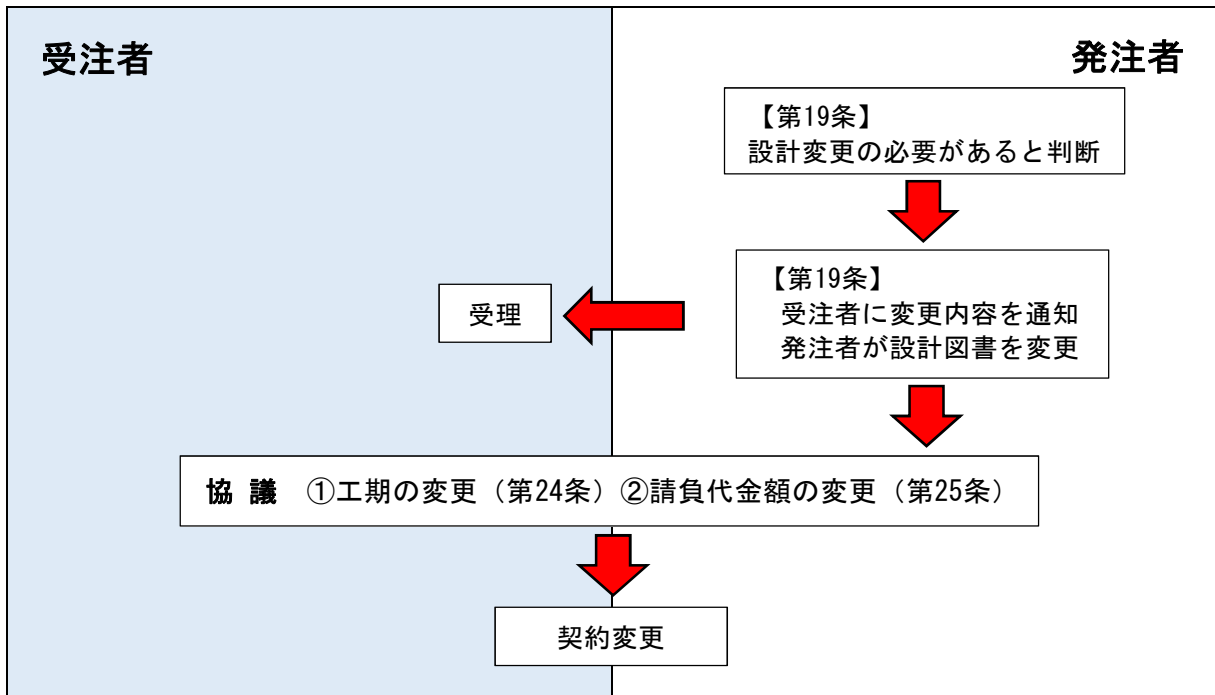 受注者
発注者
【第19条】
設計変更の必要があると判断
【第19条】
受注者に変更内容を通知
発注者が設計図書を変更
受理
協 議　①工期の変更（第24条）②請負代金額の変更（第25条）
契約変更